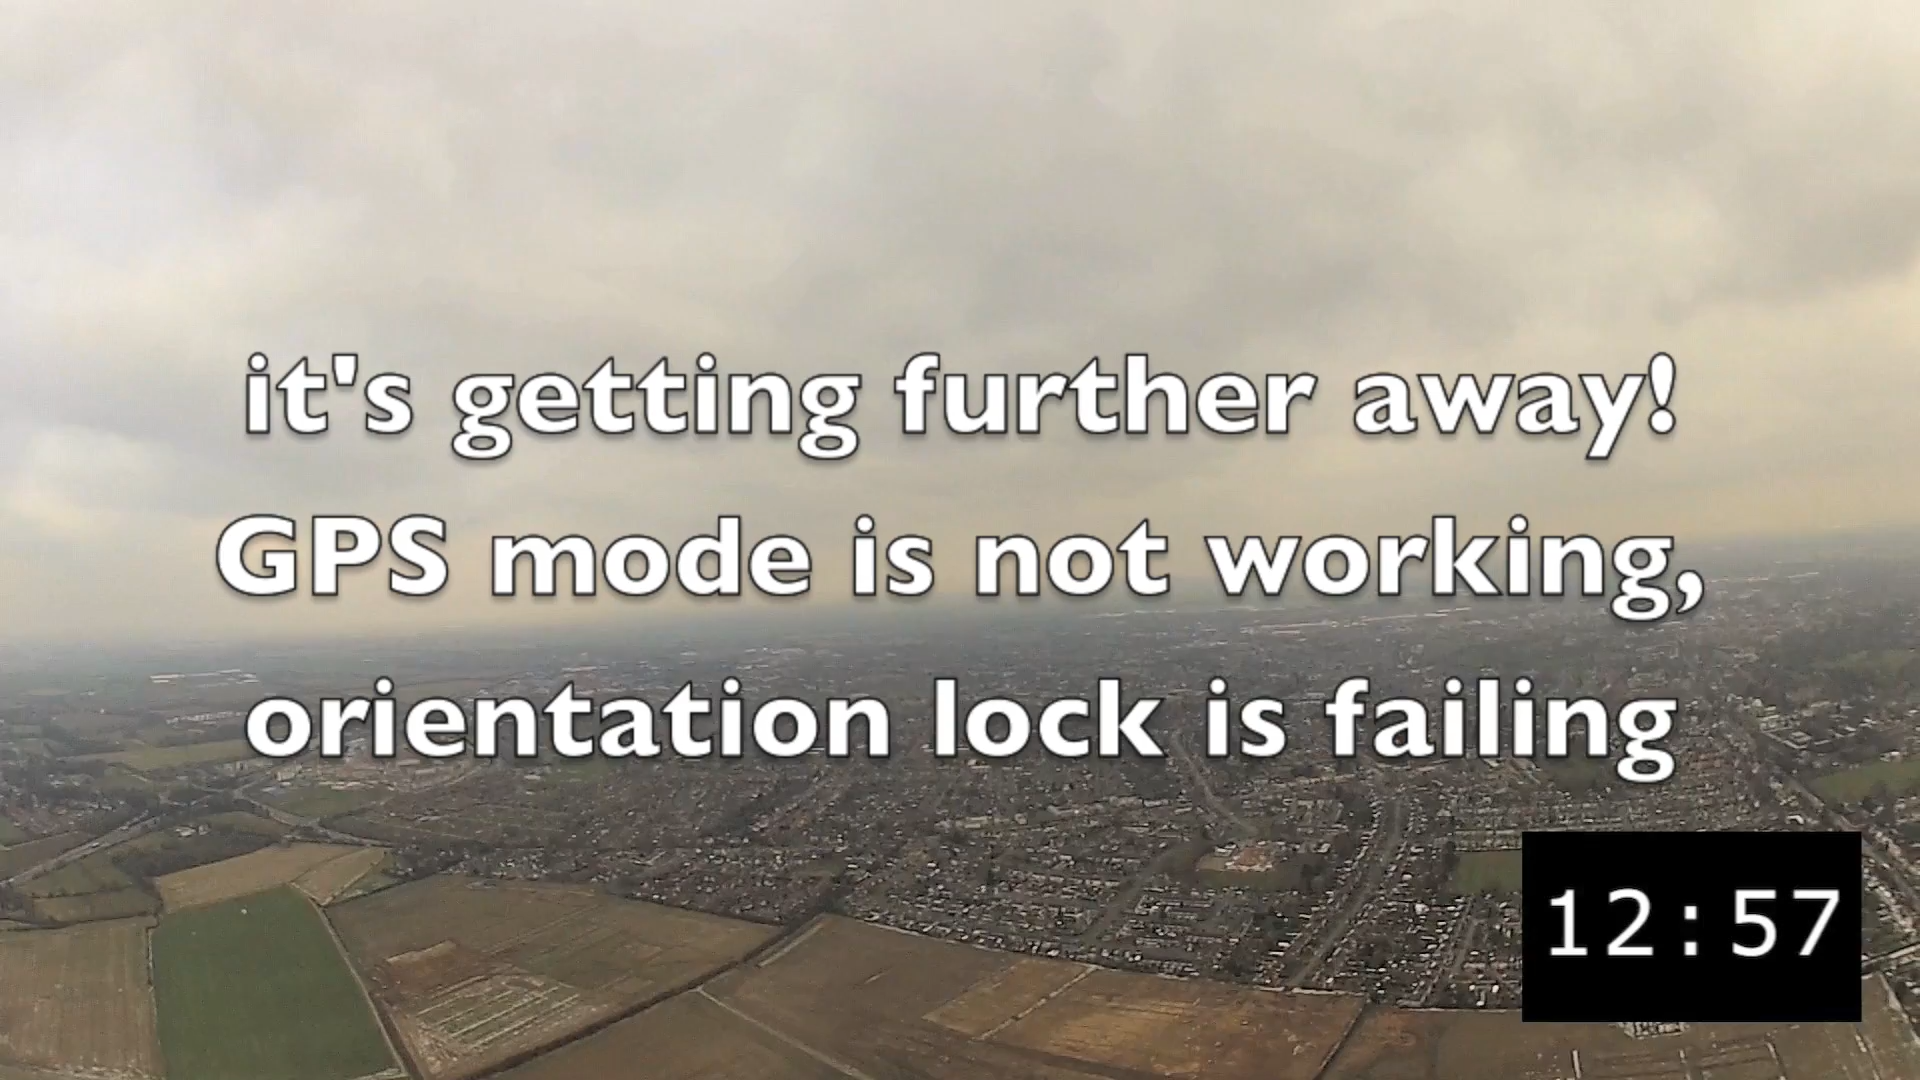 it's getting further away!
GPS mode is not working,
orientation lock is failing
12:57